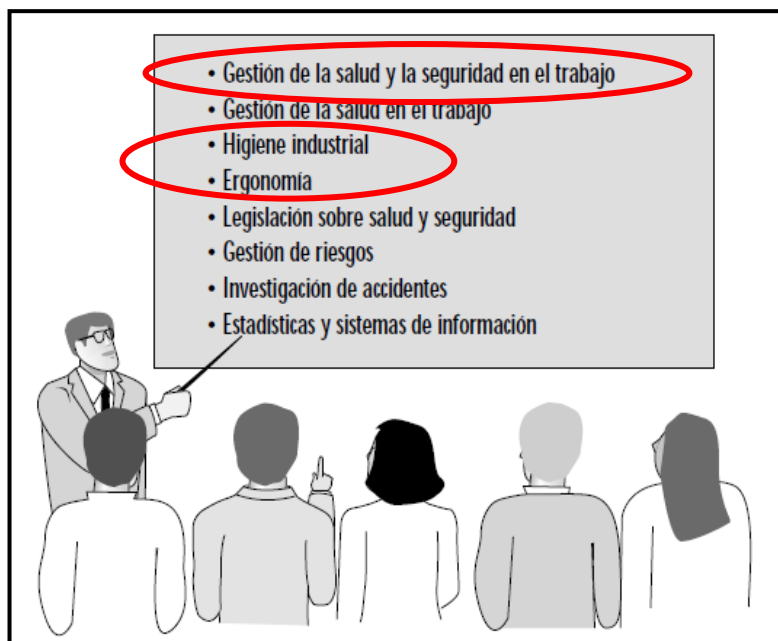 • Gestión de la salud y la seguridad en el trabajo
• Gestión de la salud en el trabajo
• Higiene industrial
• Ergonomía
• Legislación sobre salud y seguridad
• Gestión de riesgos
• Investigación de accidentes
• Estadísticas y sistemas de información